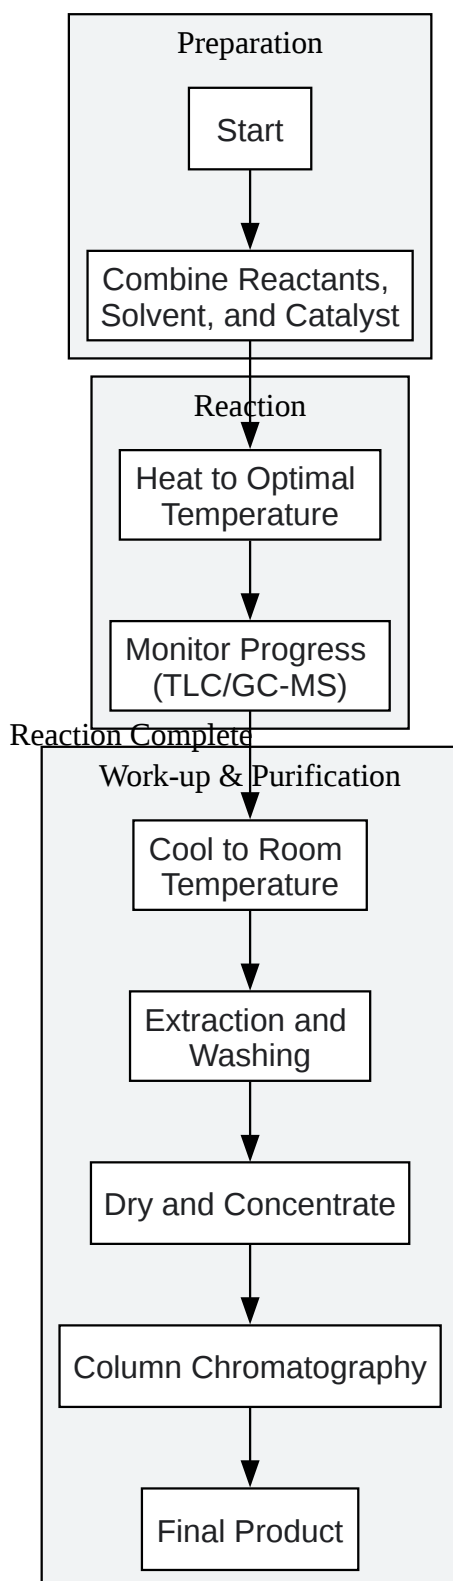 Preparation
Start
Combine Reactants,
Solvent, and Catalyst
Reaction
Heat to Optimal
Temperature
Monitor Progress
(TLC/GC-MS)
Reaction Complete
Work-up & Purification
Cool to Room
Temperature
Extraction and
Washing
Dry and Concentrate
Column Chromatography
Final Product